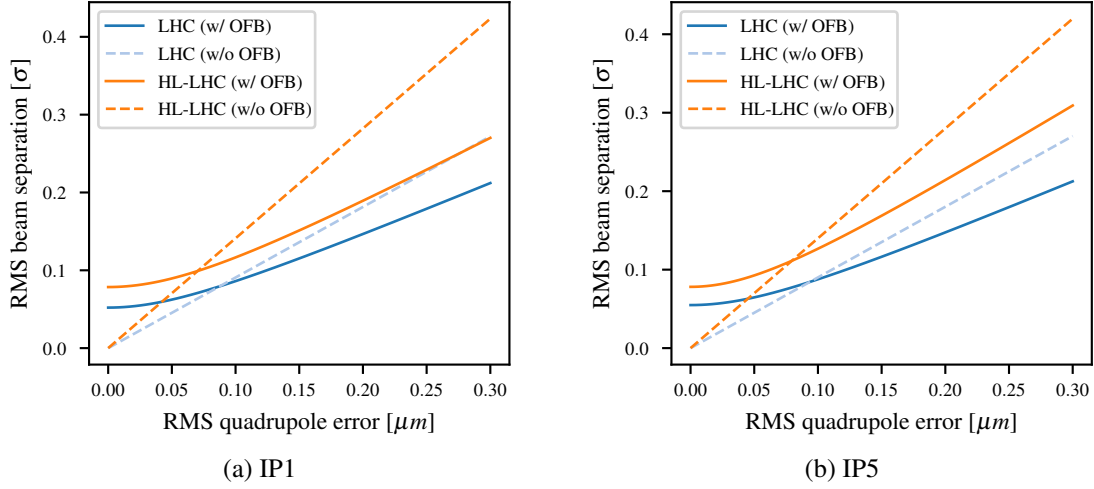 RMS beam separation [σ]
0.4
0.3
0.2
0.1
0.0
LHC (w/ OFB)
LHC (w/o OFB)
HL-LHC (w/ OFB)
HL-LHC (w/o OFB)
0.00 0.05 0.10 0.15 0.20 0.25 0.30
RMS quadrupole error [μm]
(a) IP1
RMS beam separation [σ]
0.4
0.3
0.2
0.1
0.0
LHC (w/ OFB)
LHC (w/o OFB)
HL-LHC (w/ OFB)
HL-LHC (w/o OFB)
0.00 0.05 0.10 0.15 0.20 0.25 0.30
RMS quadrupole error [μm]
(b) IP5